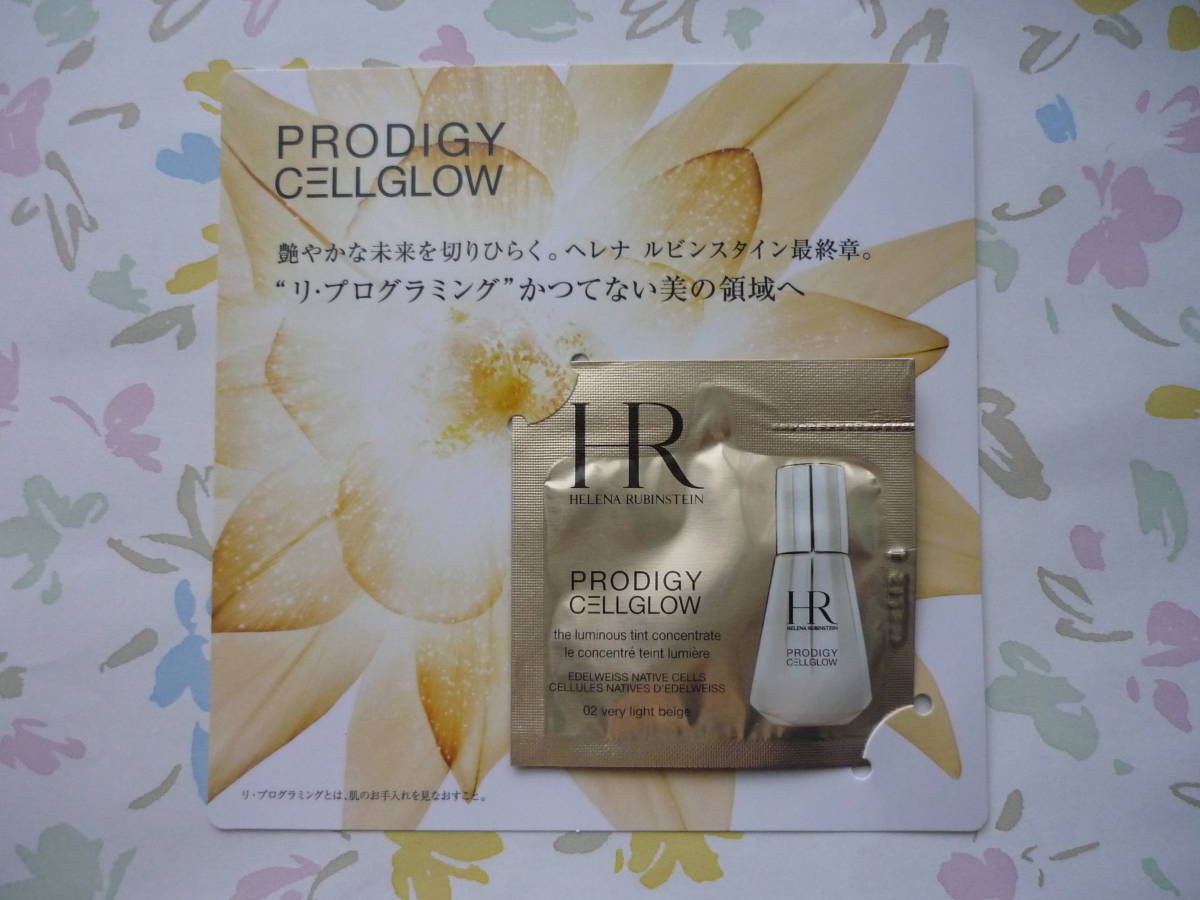 PRODIGY
CELLGLOW
艶やかな未来を切りひらく。ヘレナ ルビンスタイン最終章。
“リ・プログラミング”かつてない美の領域へ
HR
HELENA RUBINSTEIN
PRODIGY
CELLGLOW
the luminous tint concentrate
le concentré teint lumière
EDELWEISS NATIVE CELLS
CELLULES NATIVES D'EDELWEISS
02 very light beige
HR
HELENA RUBINSTEIN
PRODIGY
CELLGLOW
リ・プログラミングとは、肌のお手入れを見なおすこと。